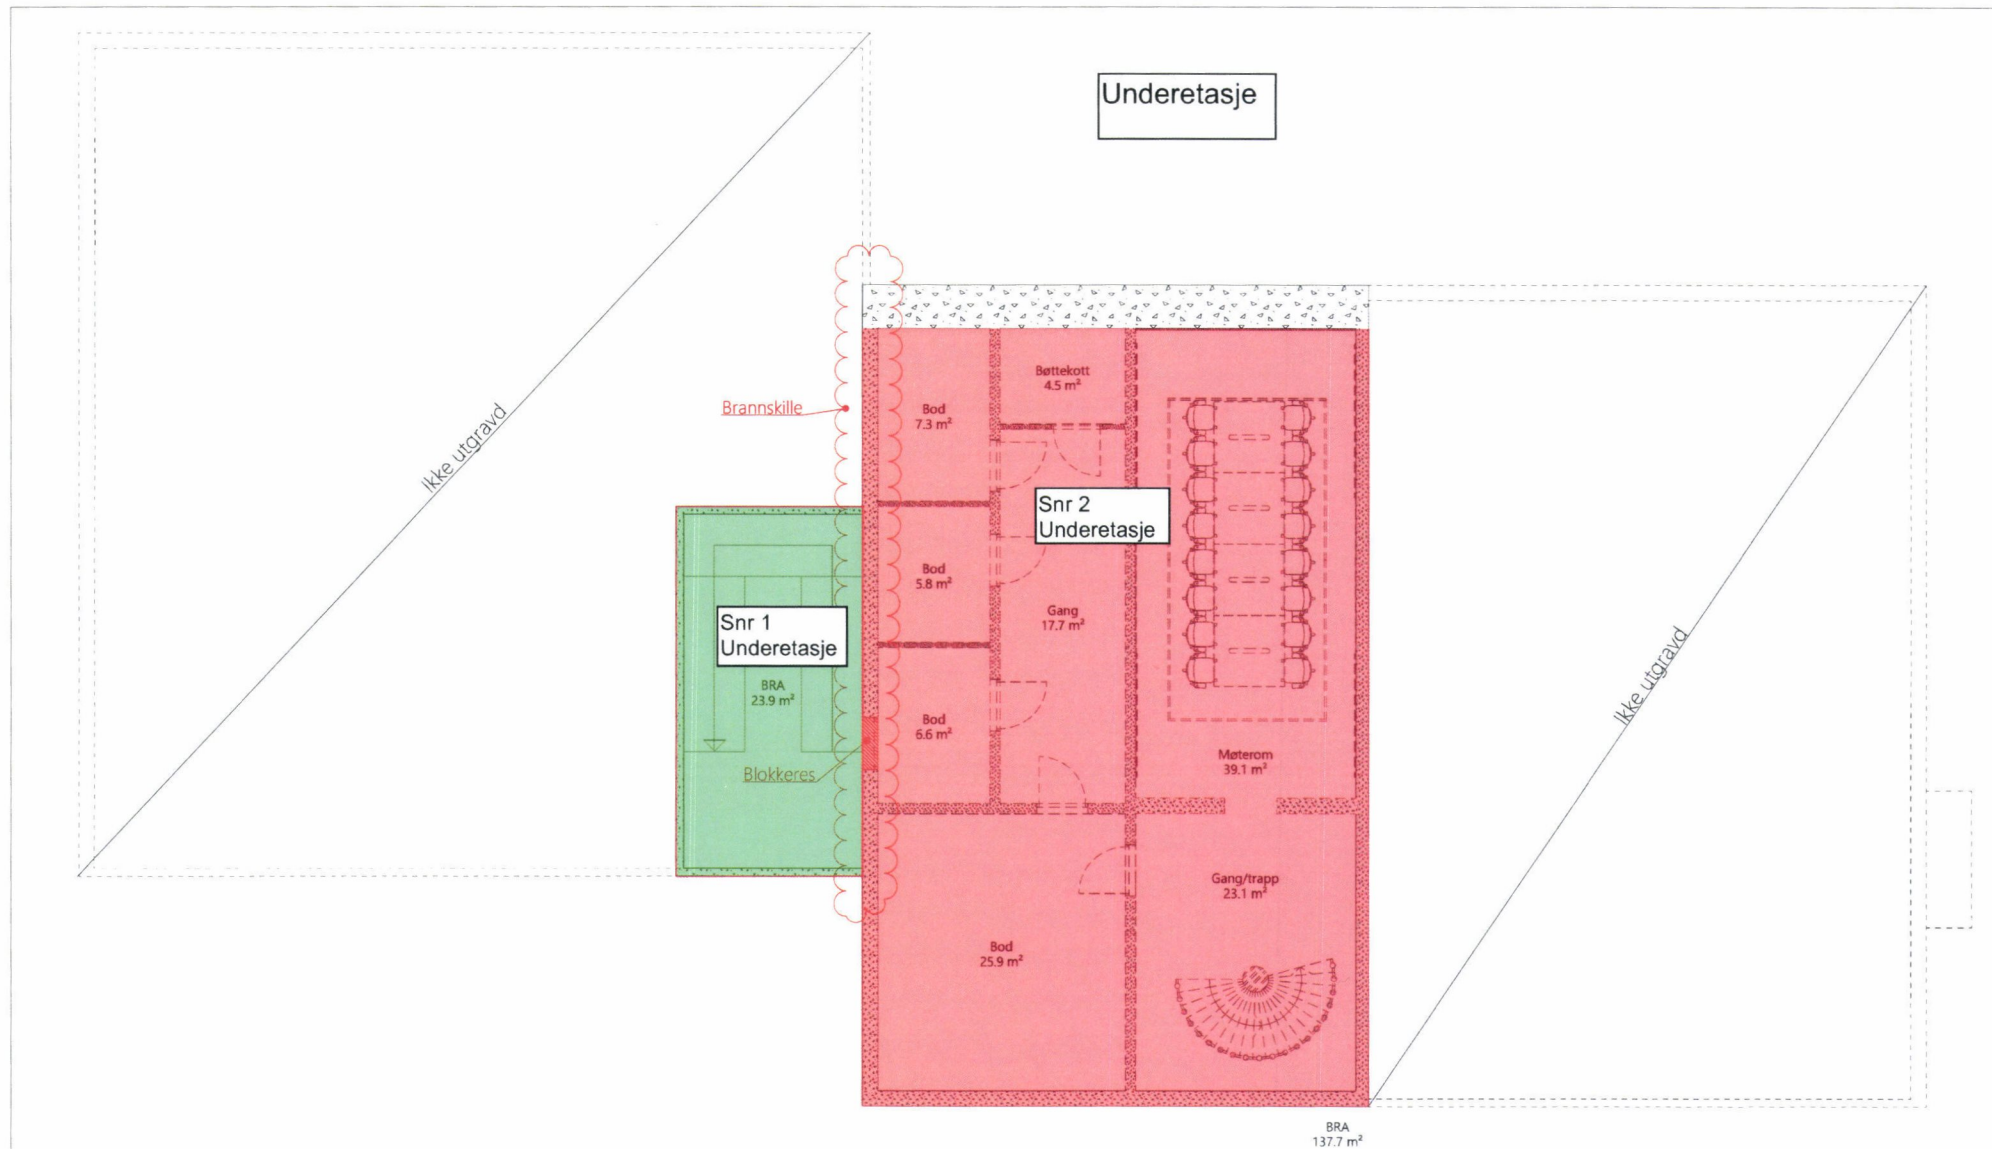 Underetasje
Bøttekott
4.5 m²
Brannskille
Bod
7.3 m²
Ikke utgravd
Snr 2
Underetasje
Bod
5.8 m²
Gang
17.7 m²
Snr 1
Underetasje
BRA
23.9 m²
Ikke utgravd
Bod
6.6 m²
Møterom
39.1 m²
Blokkeres
Gang/trapp
23.1 m²
Bod
25.9 m²
BRA
137.7 m²